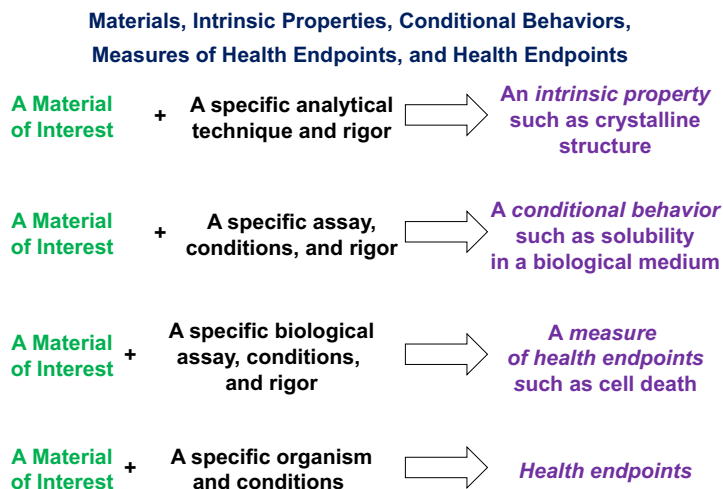 Materials, Intrinsic Properties, Conditional Behaviors,
Measures of Health Endpoints, and Health Endpoints
A Material
of Interest
+
A specific analytical
technique and rigor
An intrinsic property
such as crystalline
structure
A Material
of Interest
+
A specific assay,
conditions, and rigor
A conditional behavior
such as solubility
in a biological medium
A Material
of Interest
+
A specific biological
assay, conditions,
and rigor
A measure
of health endpoints
such as cell death
A Material
of Interest
+
A specific organism
and conditions
Health endpoints